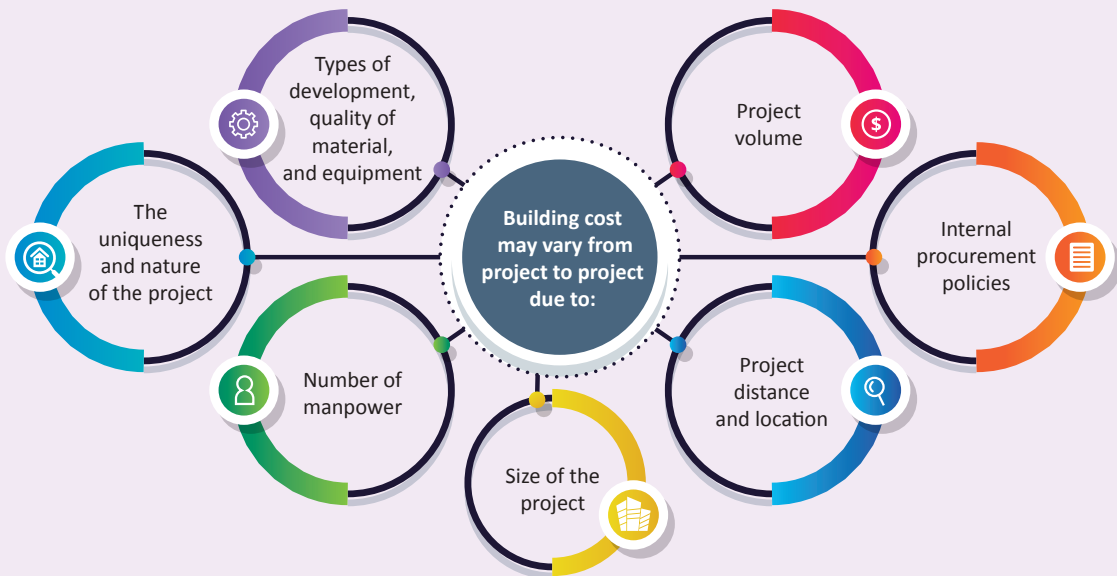 Building cost
may vary from
project to project
due to:
Types of
development,
quality of
material,
and equipment
Project
volume
The
uniqueness
and nature
of the project
Internal
procurement
policies
Number of
manpower
Project
distance
and location
Size of the
project
$